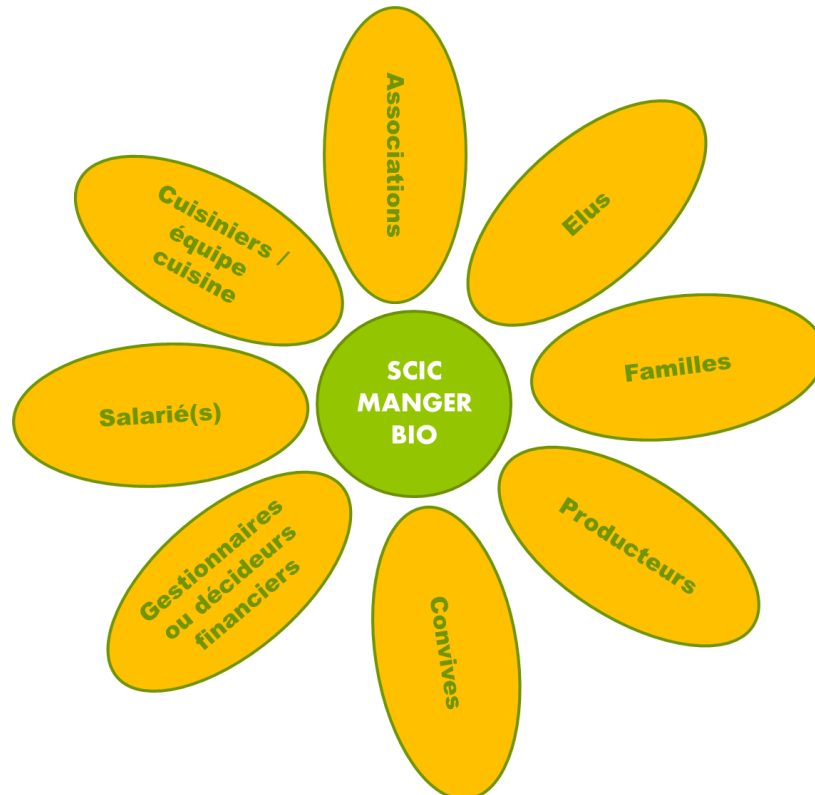 Associations
Elus
Familles
Producteurs
Convives
Gestionnaires
ou décideurs
financiers
Salarié(s)
Cuisiniers /
équipe
cuisine
SCIC
MANGER
BIO